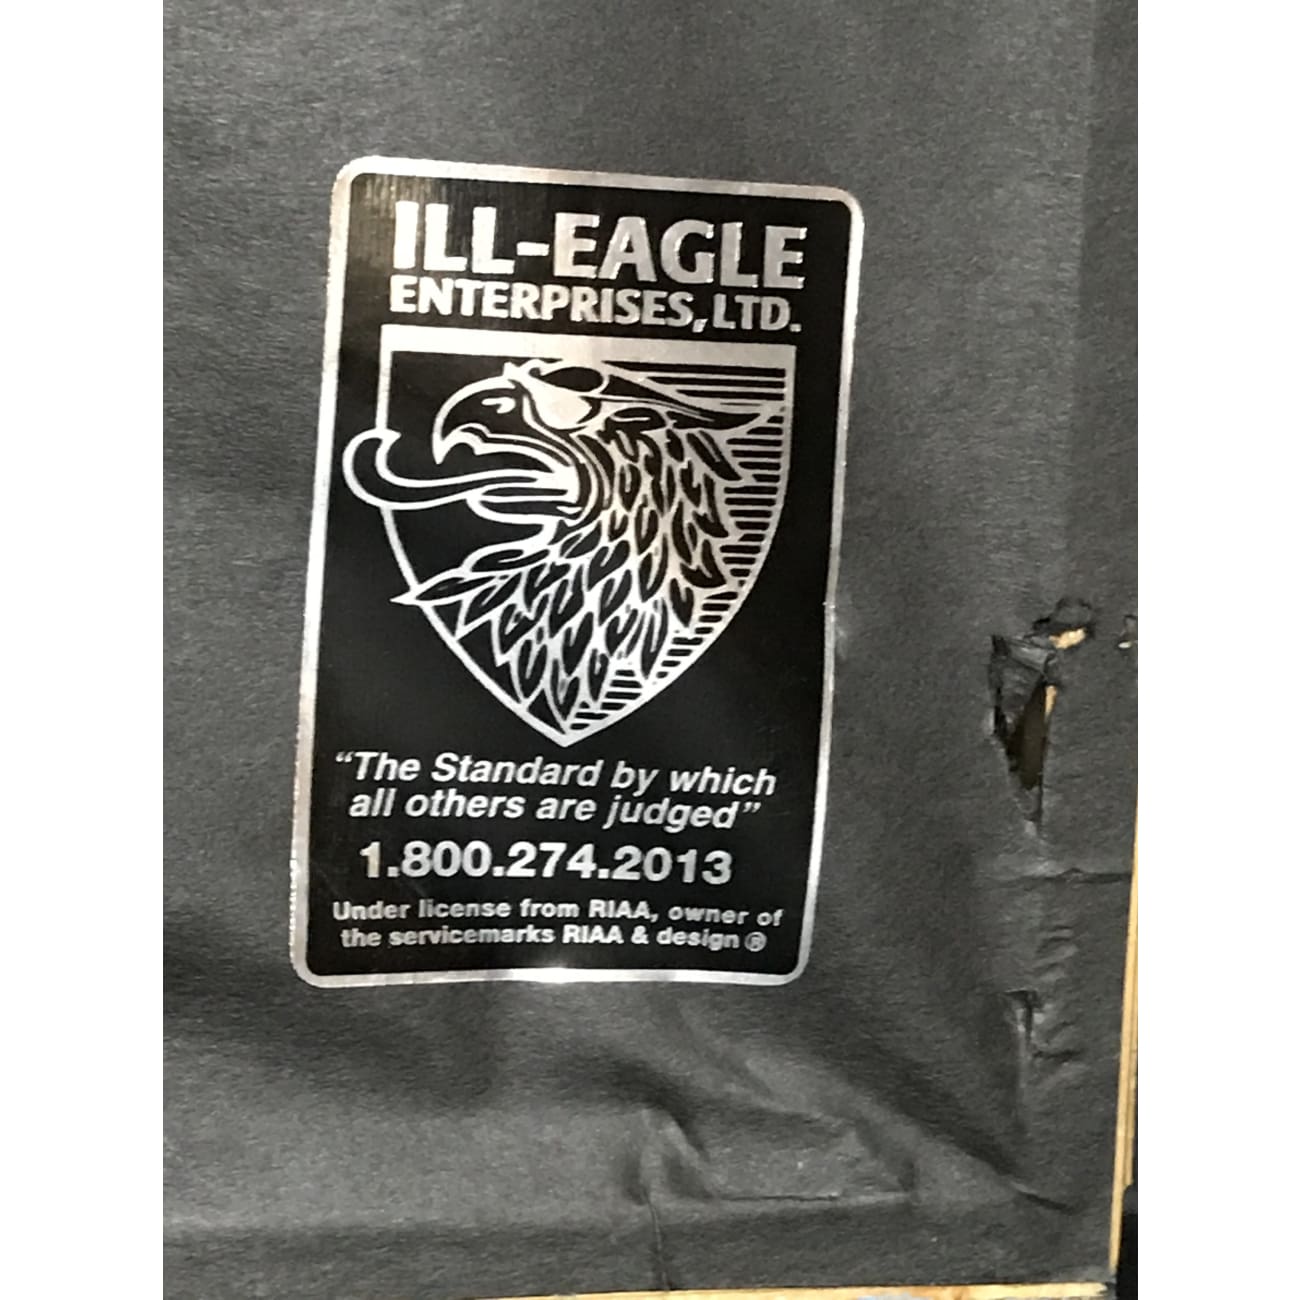 ILL-EAGLE
ENTERPRISES, LTD.
“The Standard by which
all others are judged”
1.800.274.2013
Under license from RIAA, owner of
the servicemarks RIAA & design ®